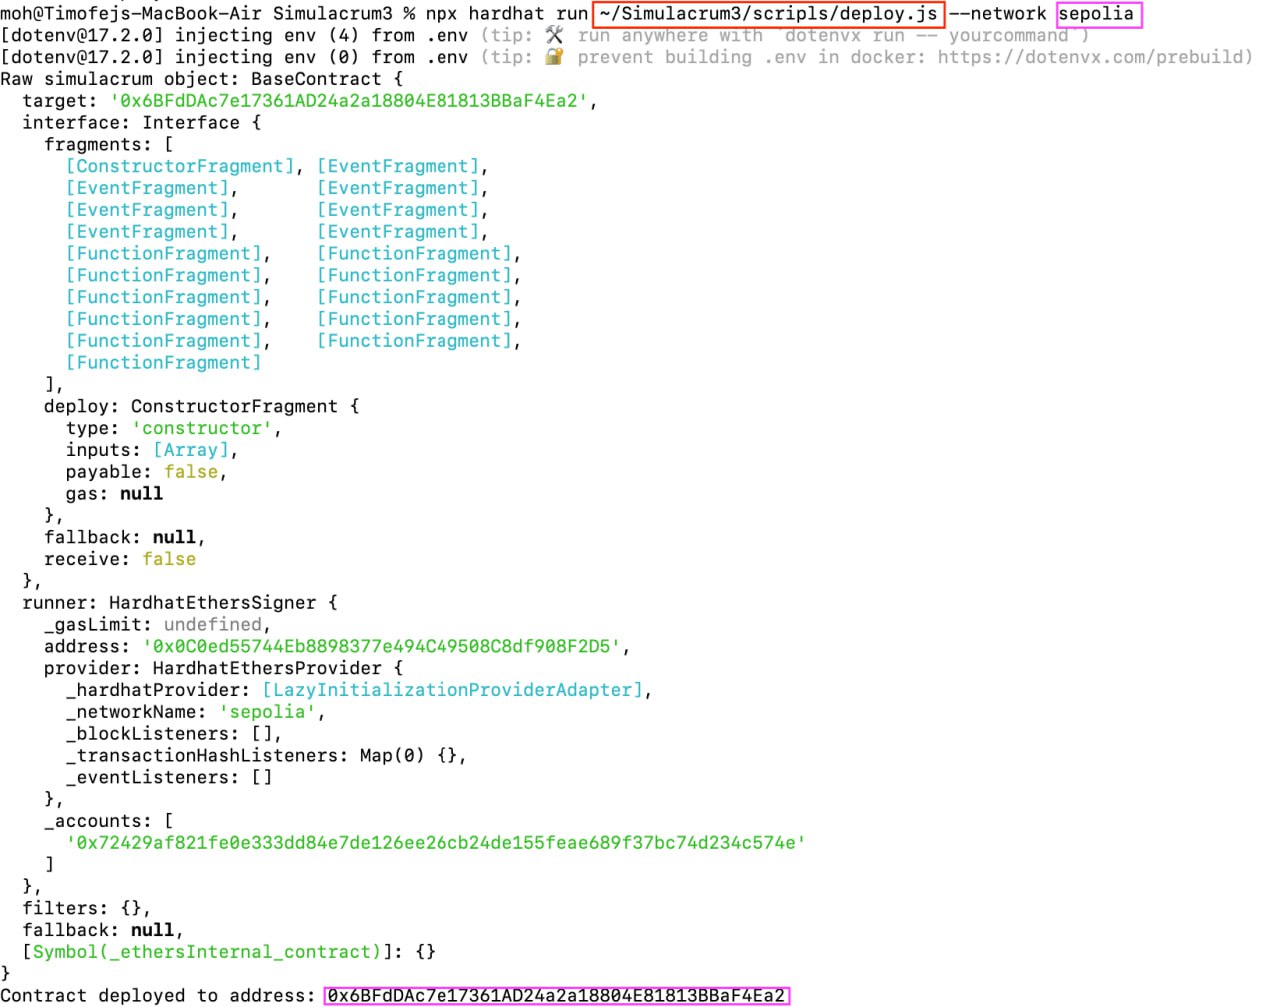 moh@Timofejs-MacBook-Air Simulacrum3 % npx hardhat run ~/Simulacrum3/scripls/deploy.js --network sepolia
[dotenv@17.2.0] injecting env (4) from .env (tip: 🛠️ run anywhere with `dotenvx run -- yourcommand`)
[dotenv@17.2.0] injecting env (0) from .env (tip: 🔐 prevent building .env in docker: https://dotenvx.com/prebuild)
Raw simulacrum object: BaseContract {
  target: '0x6BFdDAc7e17361AD24a2a18804E81813BBaF4Ea2',
  interface: Interface {
    fragments: [
      [ConstructorFragment], [EventFragment],
      [EventFragment],       [EventFragment],
      [EventFragment],       [EventFragment],
      [EventFragment],       [EventFragment],
      [FunctionFragment],    [FunctionFragment],
      [FunctionFragment],    [FunctionFragment],
      [FunctionFragment],    [FunctionFragment],
      [FunctionFragment],    [FunctionFragment],
      [FunctionFragment],    [FunctionFragment],
      [FunctionFragment]
    ],
    deploy: ConstructorFragment {
      type: 'constructor',
      inputs: [Array],
      payable: false,
      gas: null
    },
    fallback: null,
    receive: false
  },
  runner: HardhatEthersSigner {
    _gasLimit: undefined,
    address: '0x0C0ed55744Eb8898377e494C49508C8df908F2D5',
    provider: HardhatEthersProvider {
      _hardhatProvider: [LazyInitializationProviderAdapter],
      _networkName: 'sepolia',
      _blockListeners: [],
      _transactionHashListeners: Map(0) {},
      _eventListeners: []
    },
    _accounts: [
      '0x72429af821fe0e333dd84e7de126ee26cb24de155feae689f37bc74d234c574e'
    ]
  },
  filters: {},
  fallback: null,
  [Symbol(_ethersInternal_contract)]: {}
}
Contract deployed to address: 0x6BFdDAc7e17361AD24a2a18804E81813BBaF4Ea2